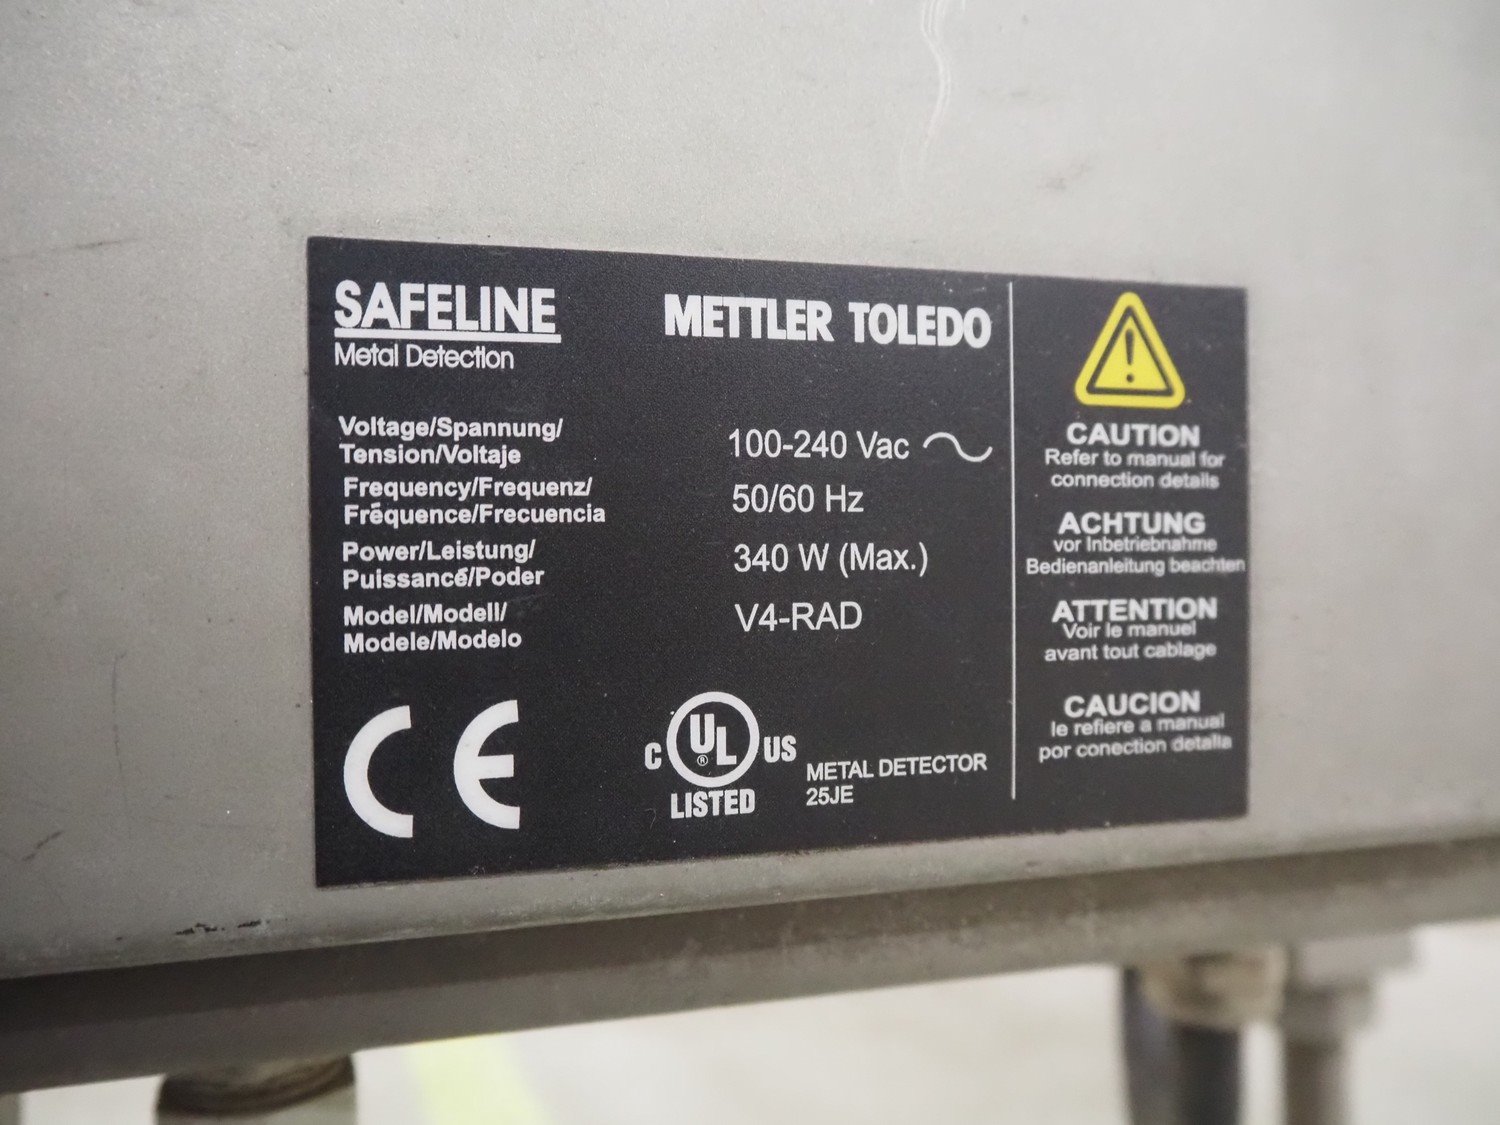 SAFELINE
Metal Detection
METTLER TOLEDO
Voltage/Spannung/
Tension/Voltaje
100-240 Vac
Frequency/Frequenz/
Fréquence/Frecuencia
50/60 Hz
Power/Leistung/
Puissancé/Poder
340 W (Max.)
Model/Modell/
Modele/Modelo
V4-RAD
CE
C UL US
®
LISTED
METAL DETECTOR
25JE
!
CAUTION
Refer to manual for
connection details
ACHTUNG
vor Inbetriebnahme
Bedienanleitung beachten
ATTENTION
Voir le manuel
avant tout cablage
CAUCION
le refiere a manual
por conection detalla